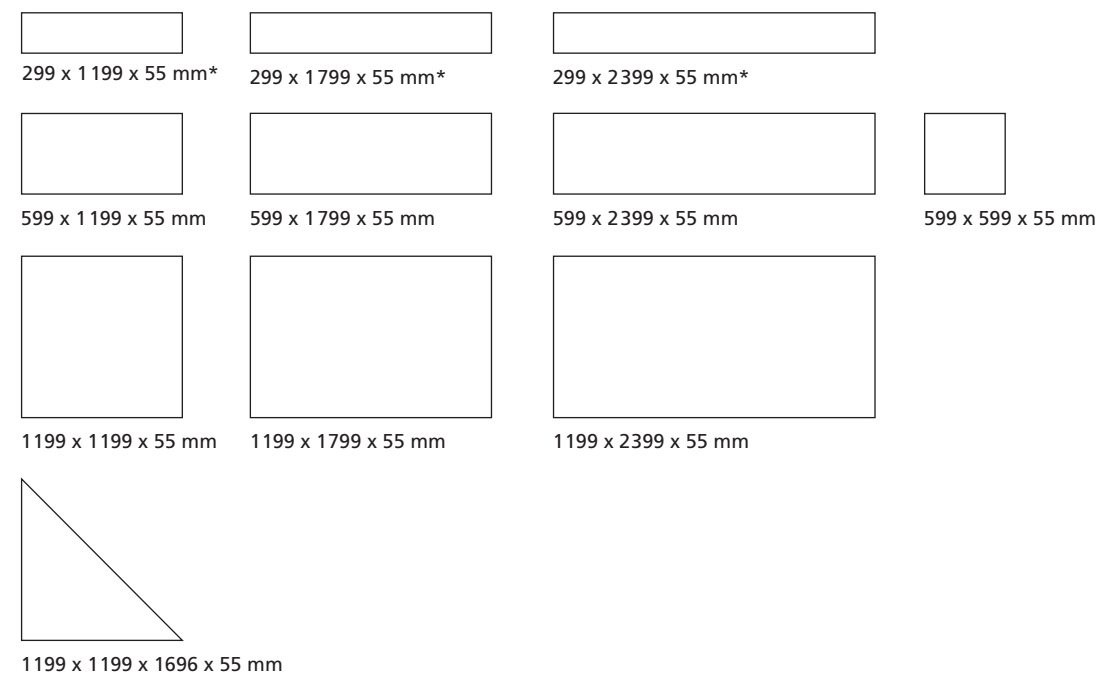 299 x 1199 x 55 mm*
299 x 1799 x 55 mm*
299 x 2399 x 55 mm*
599 x 1199 x 55 mm
599 x 1799 x 55 mm
599 x 2399 x 55 mm
599 x 599 x 55 mm
1199 x 1199 x 55 mm
1199 x 1799 x 55 mm
1199 x 2399 x 55 mm
1199 x 1199 x 1696 x 55 mm